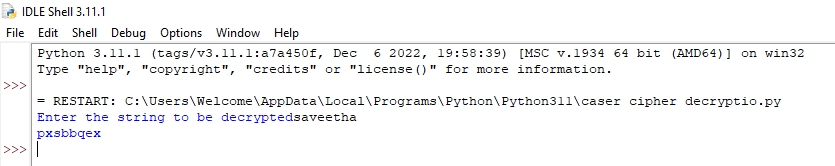 IDLE Shell 3.11.1
File Edit Shell Debug Options Window Help
Python 3.11.1 (tags/v3.11.1:a7a450f, Dec  6 2022, 19:58:39) [MSC v.1934 64 bit (AMD64)] on win32
Type "help", "copyright", "credits" or "license()" for more information.
>>>
= RESTART: C:\Users\Welcome\AppData\Local\Programs\Python\Python311\caser cipher decryptio.py
Enter the string to be decryptedsaveetha
pxsbbqex
>>>